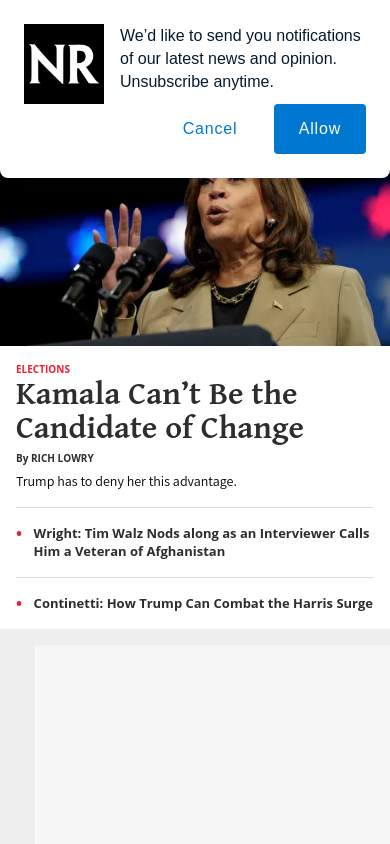 NR
We’d like to send you notifications
of our latest news and opinion.
Unsubscribe anytime.
Cancel
Allow
ELECTIONS
Kamala Can’t Be the
Candidate of Change
By RICH LOWRY
Trump has to deny her this advantage.
• Wright: Tim Walz Nods along as an Interviewer Calls
Him a Veteran of Afghanistan
• Continetti: How Trump Can Combat the Harris Surge